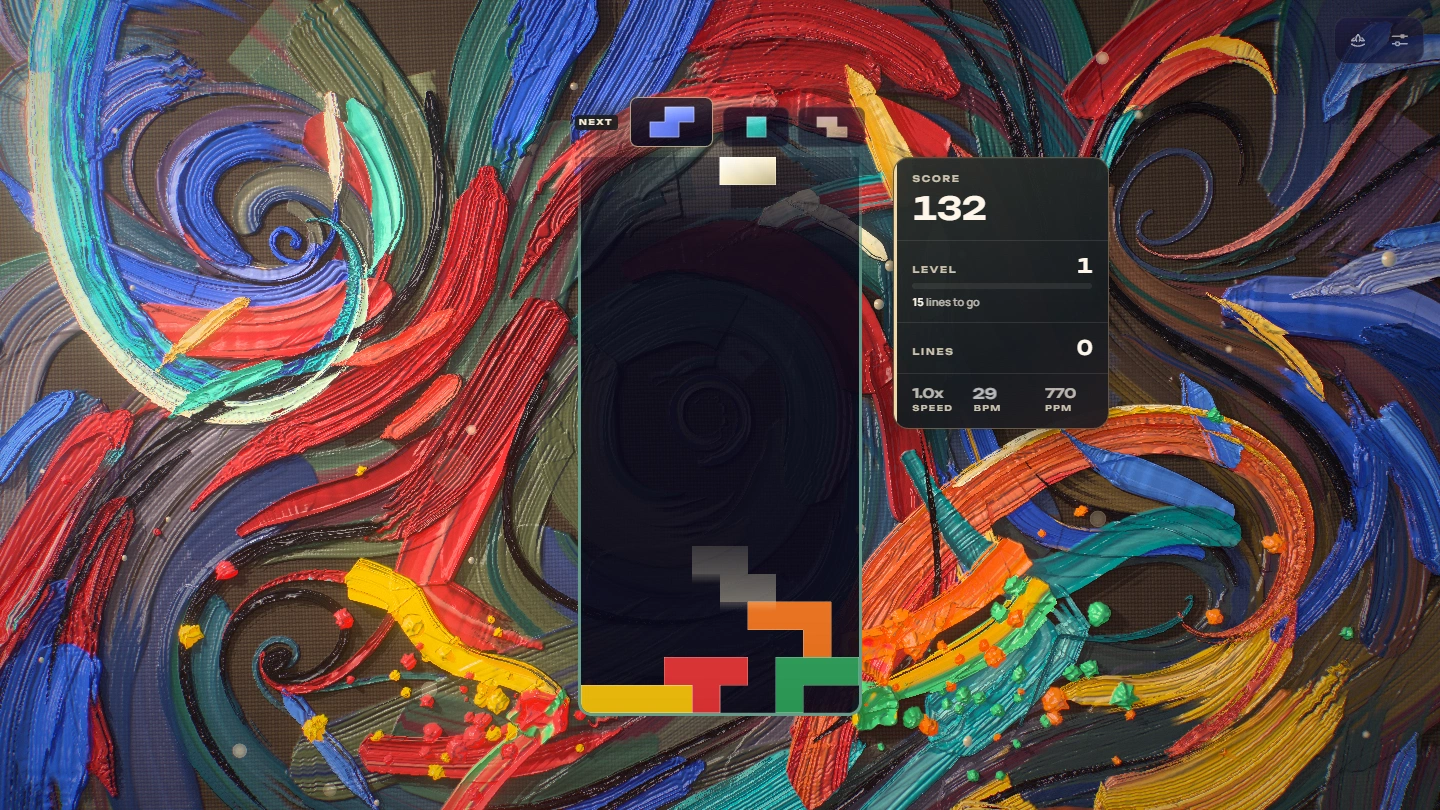 NEXT
SCORE
132
LEVEL 1
15 lines to go
LINES 0
1.0x 29 770
SPEED BPM PPM